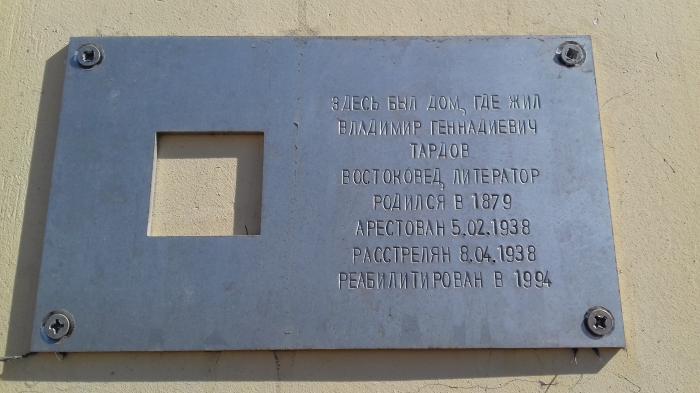 ЗДЕСЬ БЫЛ ДОМ, ГДЕ ЖИЛ
ВЛАДИМИР ГЕННАДИЕВИЧ
ТАРДОВ
ВОСТОКОВЕД, ЛИТЕРАТОР
РОДИЛСЯ В 1879
АРЕСТОВАН 5.02.1938
РАССТРЕЛЯН 8.04.1938
РЕАБИЛИТИРОВАН В 1994